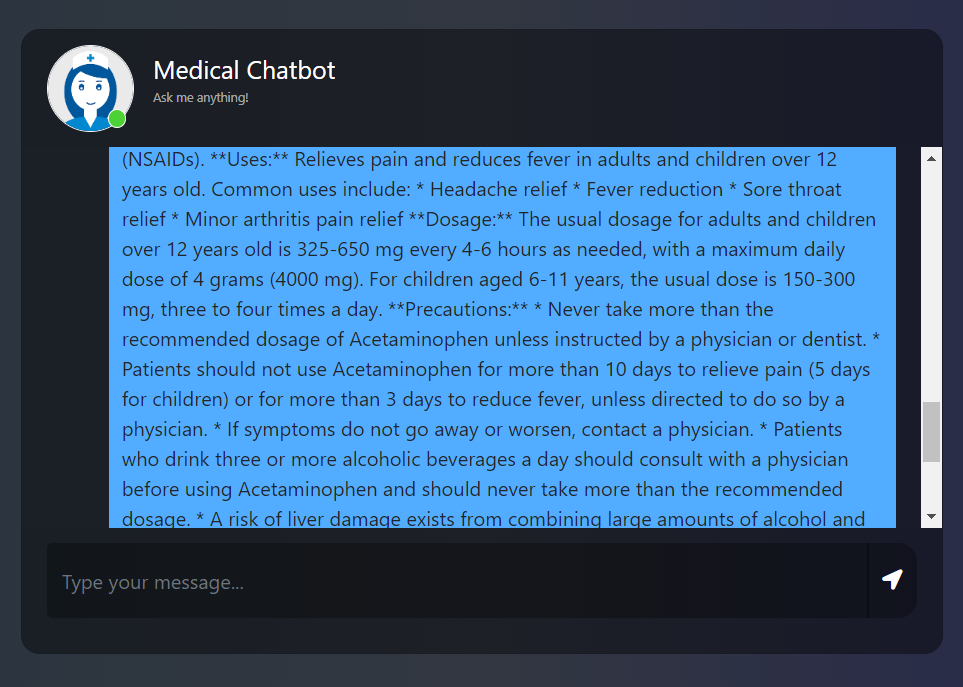 Medical Chatbot
Ask me anything!
(NSAIDs). **Uses:** Relieves pain and reduces fever in adults and children over 12
years old. Common uses include: * Headache relief * Fever reduction * Sore throat
relief * Minor arthritis pain relief **Dosage:** The usual dosage for adults and children
over 12 years old is 325-650 mg every 4-6 hours as needed, with a maximum daily
dose of 4 grams (4000 mg). For children aged 6-11 years, the usual dose is 150-300
mg, three to four times a day. **Precautions:** * Never take more than the
recommended dosage of Acetaminophen unless instructed by a physician or dentist. *
Patients should not use Acetaminophen for more than 10 days to relieve pain (5 days
for children) or for more than 3 days to reduce fever, unless directed to do so by a
physician. * If symptoms do not go away or worsen, contact a physician. * Patients
who drink three or more alcoholic beverages a day should consult with a physician
before using Acetaminophen and should never take more than the recommended
dosage. * A risk of liver damage exists from combining large amounts of alcohol and
Type your message...